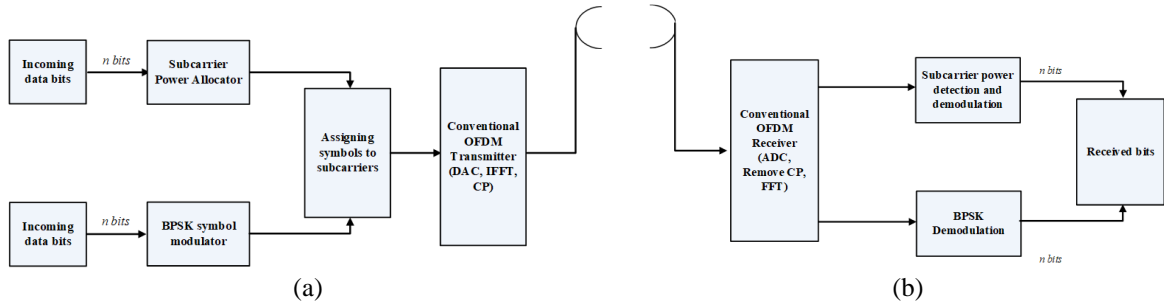 Incoming
data bits
n bits
Subcarrier
Power Allocator
Incoming
data bits
n bits
BPSK symbol
modulator
Assigning
symbols to
subcarriers
Conventional
OFDM
Transmitter
(DAC, IFFT,
CP)
(a)
Conventional
OFDM
Receiver
(ADC,
Remove CP,
FFT)
Subcarrier power
detection and
demodulation
n bits
BPSK
Demodulation
n bits
Received bits
(b)